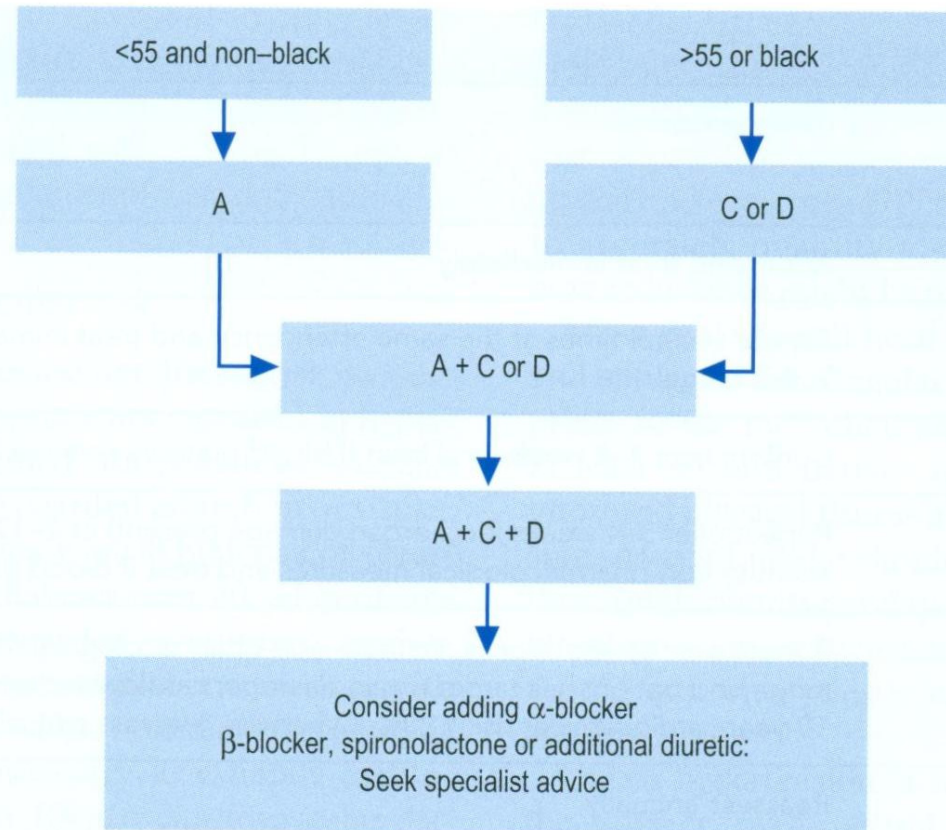 <55 and non–black
>55 or black
A
C or D
A + C or D
A + C + D
Consider adding α-blocker
β-blocker, spironolactone or additional diuretic:
Seek specialist advice